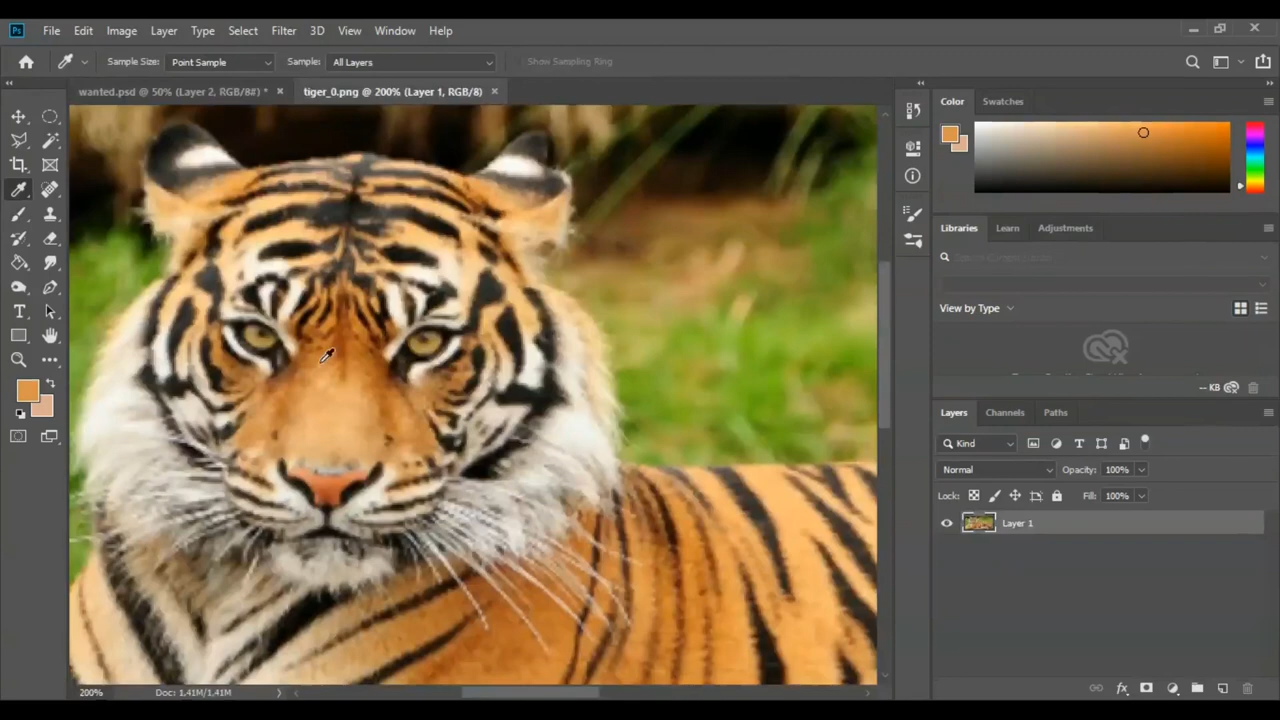 Ps File Edit Image Layer Type Select Filter 3D View Window Help
Sample Size: Point Sample Sample: All Layers Show Sampling Ring
wanted.psd @ 50% (Layer 2, RGB/8#) * × tiger_0.png @ 200% (Layer 1, RGB/8) ×
Color Swatches
Libraries Learn Adjustments
View by Type
-- KB
Layers Channels Paths
Kind
Normal Opacity: 100%
Lock: Fill: 100%
Layer 1
fx
200% Doc: 1,41M/1,41M